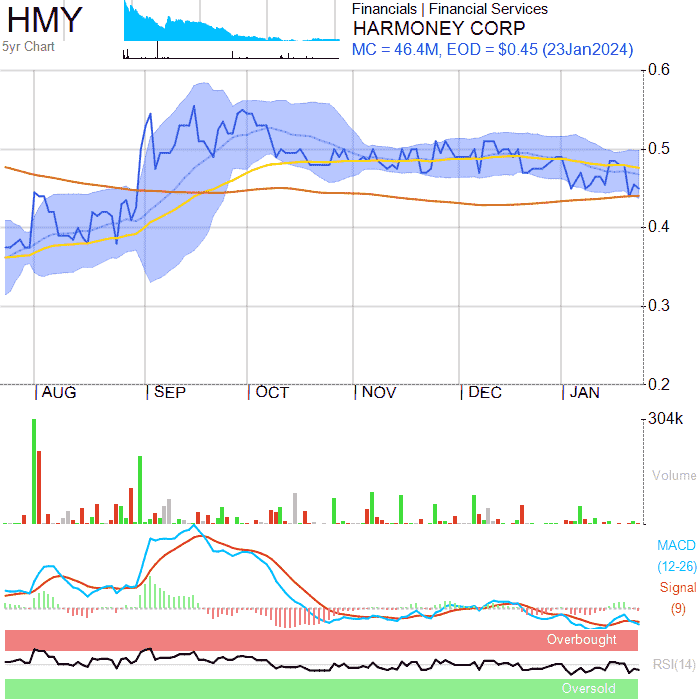 HMY
5yr Chart
Financials | Financial Services
HARMONEY CORP
MC = 46.4M, EOD = $0.45 (23Jan2024)
0.6
0.5
0.4
0.3
0.2
AUG SEP OCT NOV DEC JAN
304k
Volume
MACD
(12-26)
Signal
(9)
Overbought
RSI(14)
Oversold